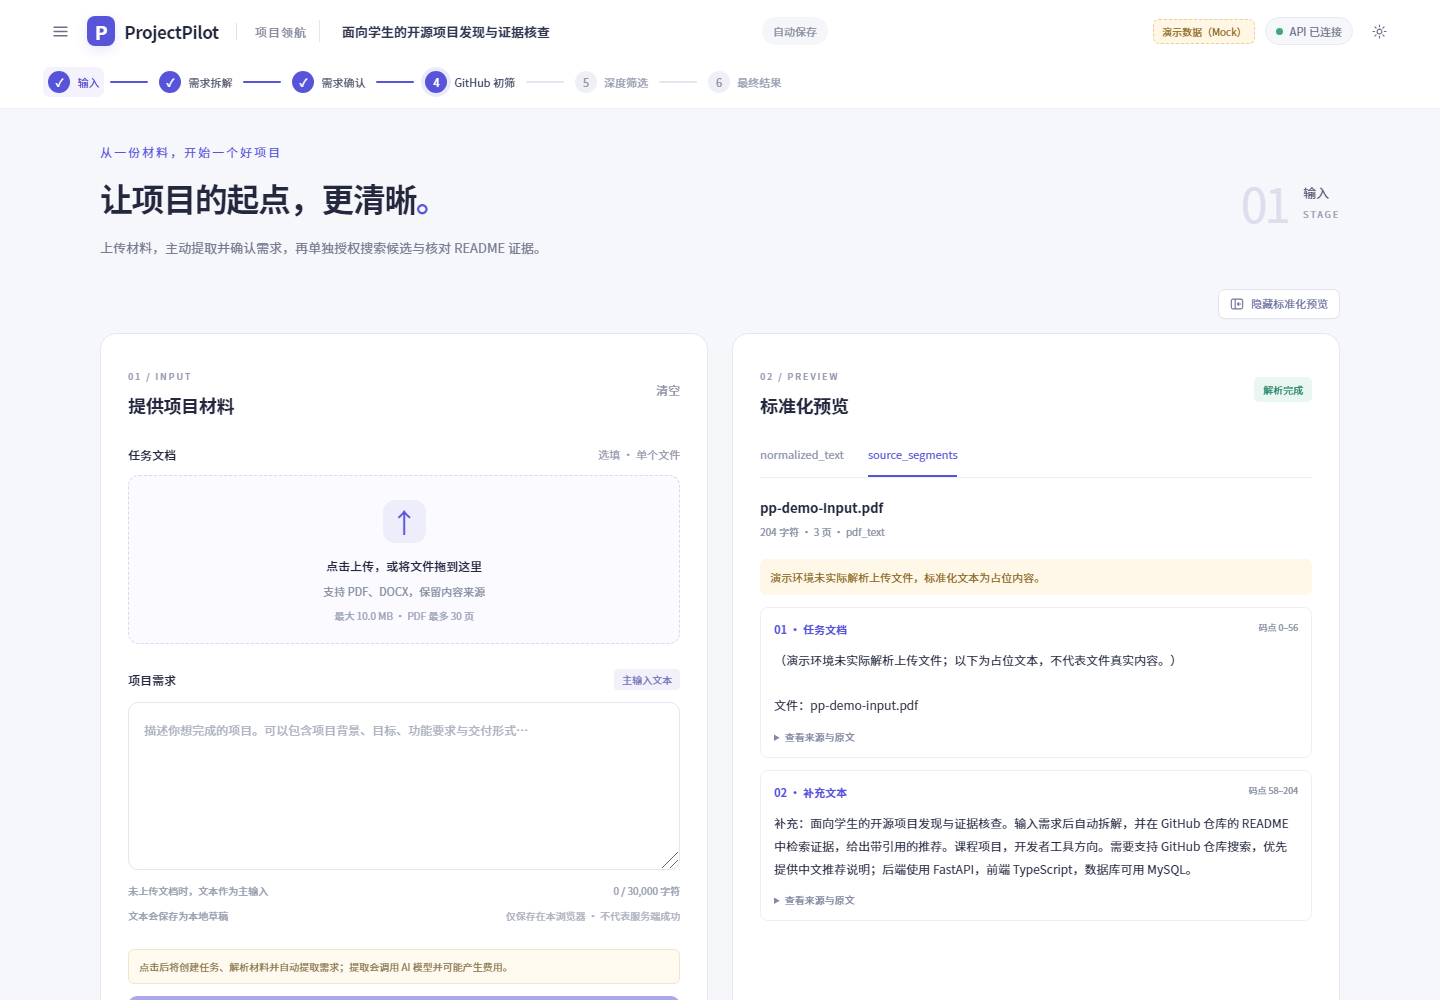 P ProjectPilot 项目领航 面向学生的开源项目发现与证据核查 自动保存 演示数据（Mock） API 已连接
✓ 输入 ✓ 需求拆解 ✓ 需求确认 4 GitHub 初筛 5 深度筛选 6 最终结果
从一份材料，开始一个好项目
让项目的起点，更清晰。
上传材料，主动提取并确认需求，再单独授权搜索候选与核对 README 证据。
01 输入
STAGE
隐藏标准化预览
01 / INPUT
提供项目材料
清空
任务文档 选填 · 单个文件
↑
点击上传，或将文件拖到这里
支持 PDF、DOCX，保留内容来源
最大 10.0 MB · PDF 最多 30 页
项目需求 主输入文本
描述你想完成的项目。可以包含项目背景、目标、功能要求与交付形式…
未上传文档时，文本作为主输入 0 / 30,000 字符
文本会保存为本地草稿 仅保存在本浏览器 · 不代表服务端成功
点击后将创建任务、解析材料并自动提取需求；提取会调用 AI 模型并可能产生费用。
02 / PREVIEW
标准化预览
解析完成
normalized_text source_segments
pp-demo-input.pdf
204 字符 · 3 页 · pdf_text
演示环境未实际解析上传文件，标准化文本为占位内容。
01 · 任务文档 码点 0–56
（演示环境未实际解析上传文件；以下为占位文本，不代表文件真实内容。）
文件：pp-demo-input.pdf
查看来源与原文
02 · 补充文本 码点 58–204
补充：面向学生的开源项目发现与证据核查。输入需求后自动拆解，并在 GitHub 仓库的 README
中检索证据，给出带引用的推荐。课程项目，开发者工具方向。需要支持 GitHub 仓库搜索，优先
提供中文推荐说明；后端使用 FastAPI，前端 TypeScript，数据库可用 MySQL。
查看来源与原文